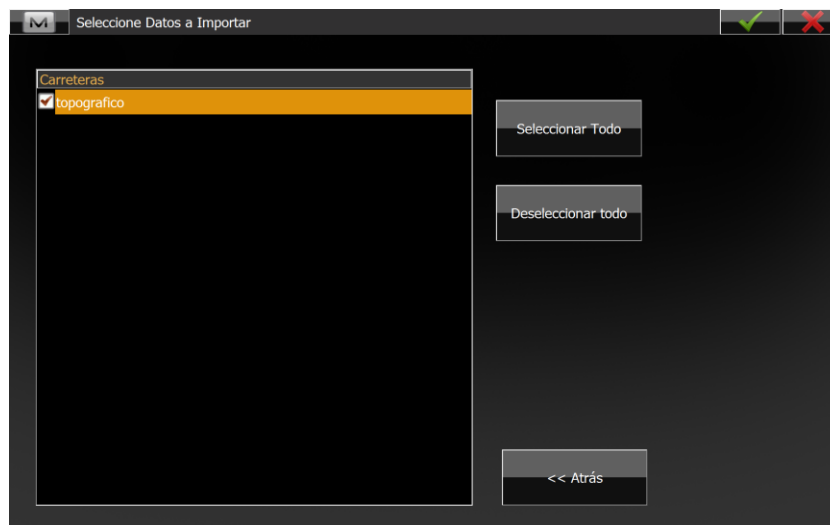 Seleccione Datos a Importar
Carreteras
topografico
Seleccionar Todo
Deseleccionar todo
<< Atrás